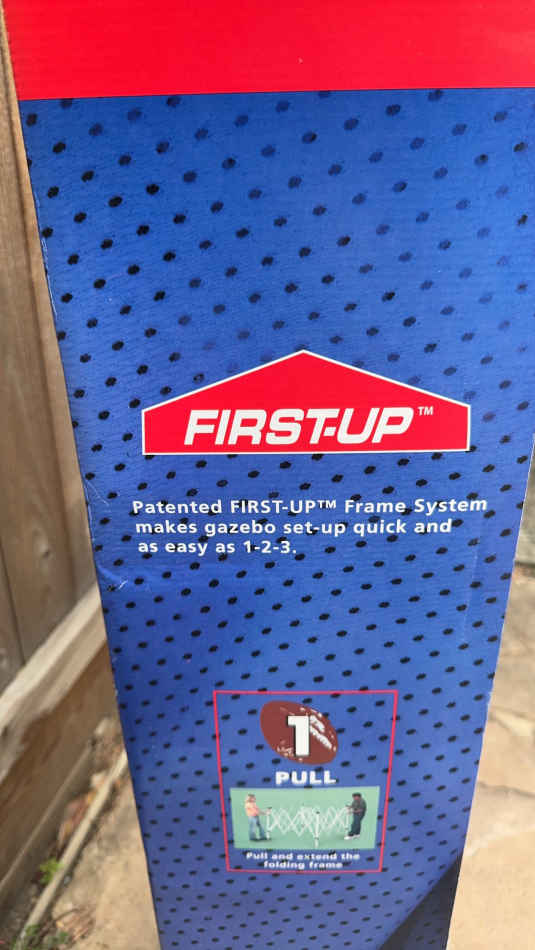 FIRST-UP™
Patented FIRST-UP™ Frame System
makes gazebo set-up quick and
as easy as 1-2-3.
1
PULL
Pull and extend the
folding frame